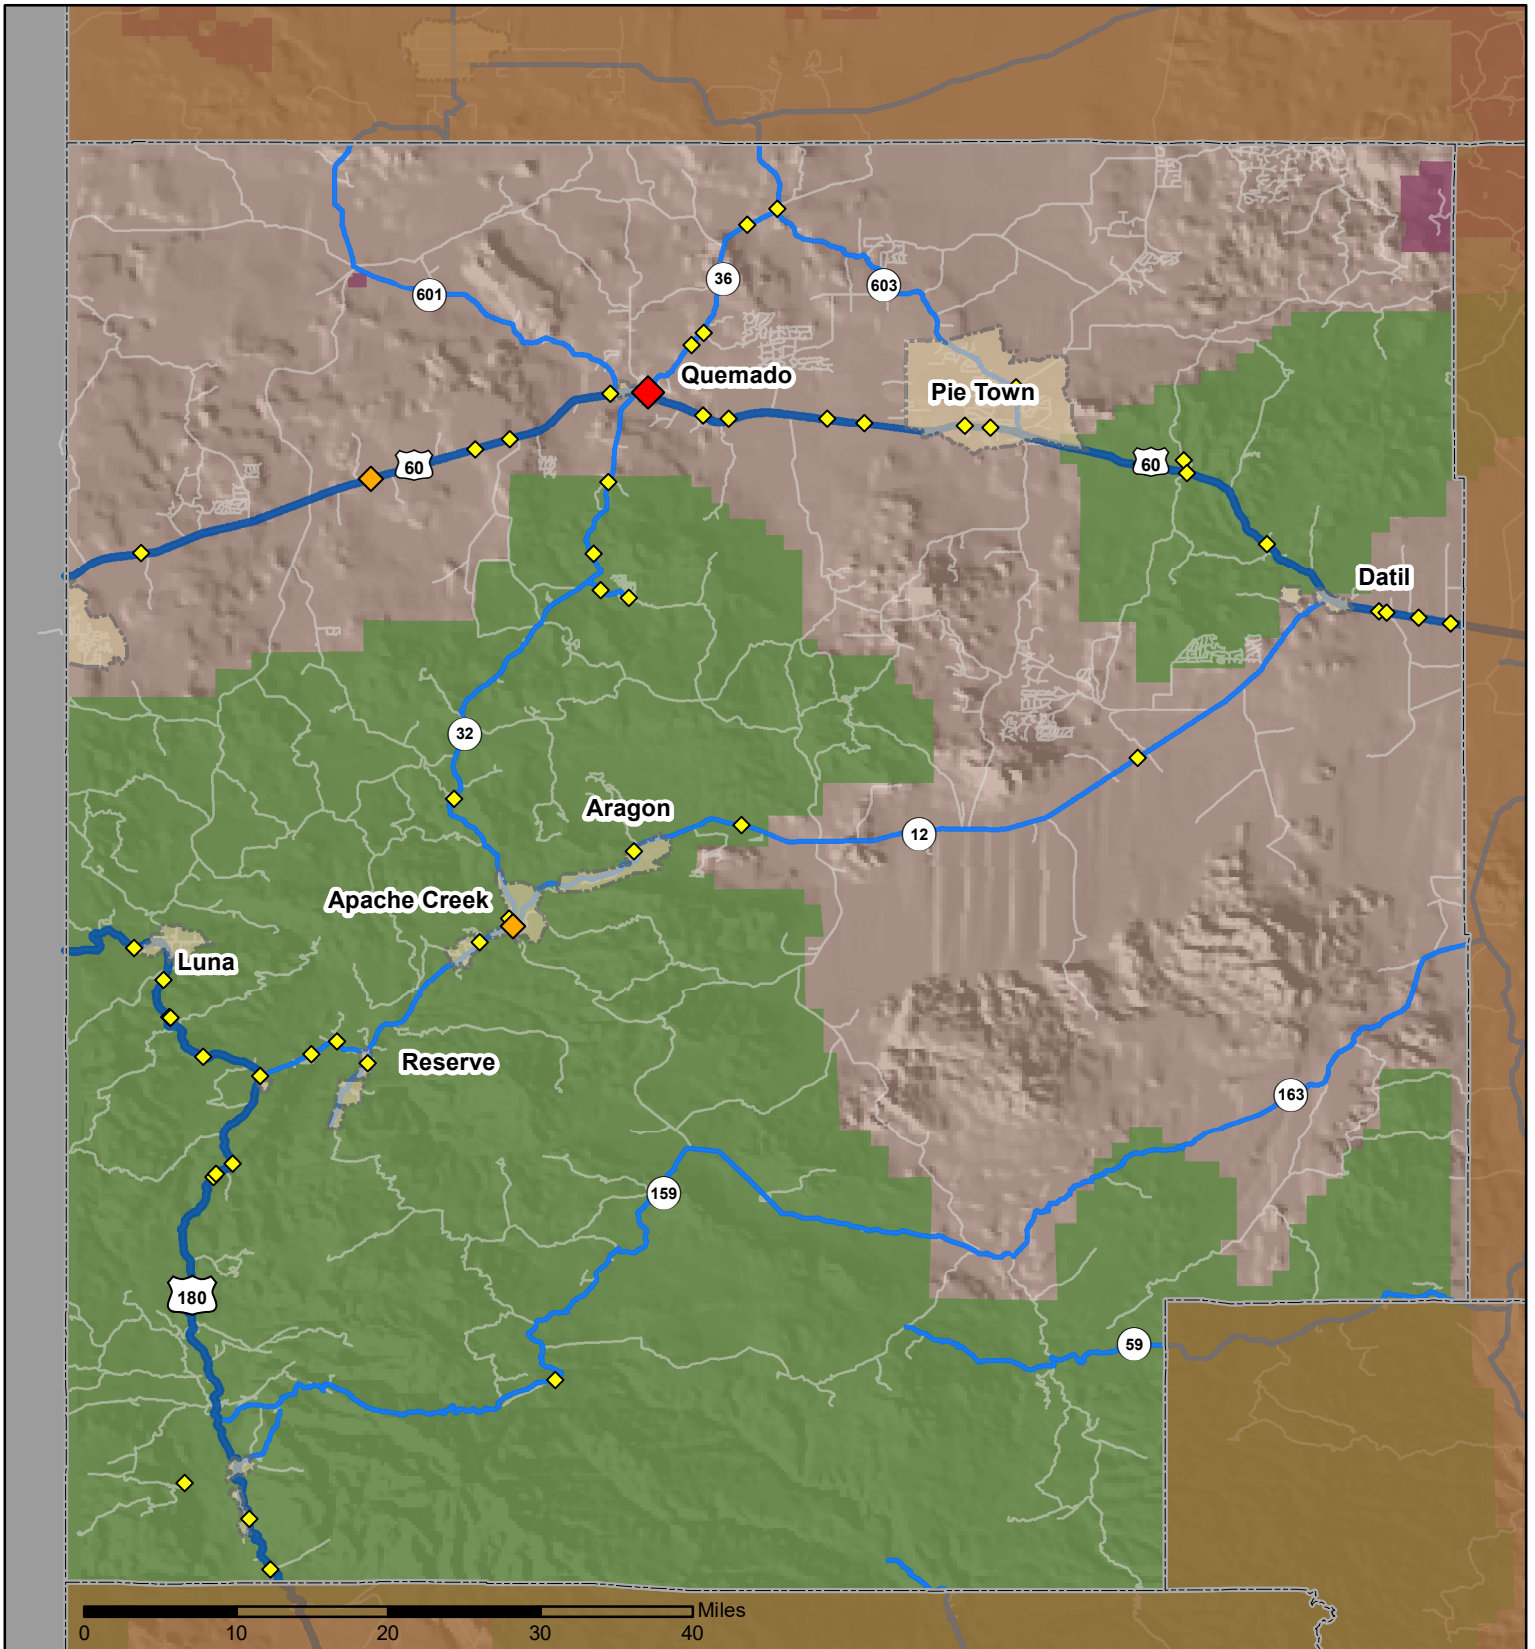 36
603
601
Quemado
Pie Town
60
60
Datil
32
Aragon
12
Apache Creek
Luna
Reserve
163
159
180
59
Miles
0 10 20 30 40